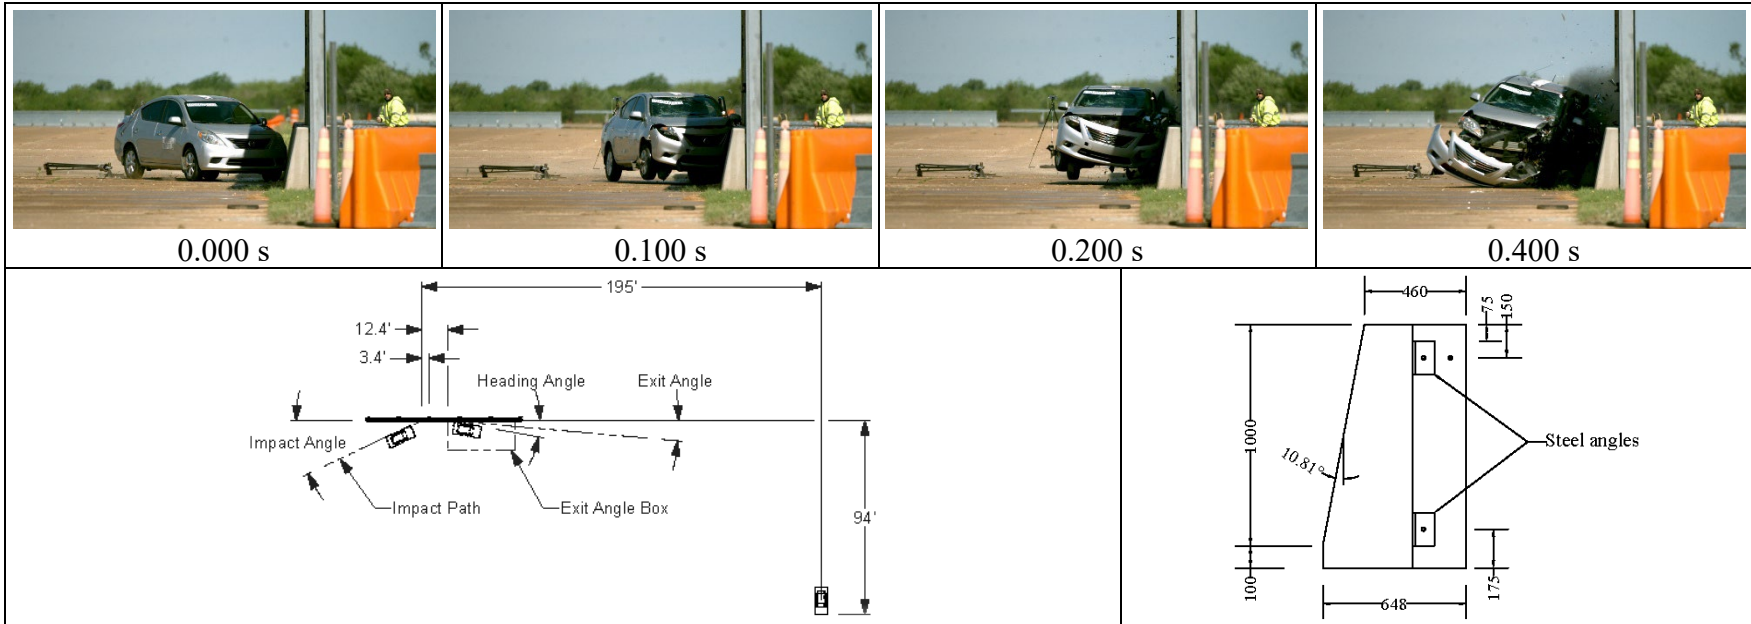 0.000 s
0.100 s
0.200 s
0.400 s
195'
12.4'
3.4'
Heading Angle
Exit Angle
Impact Angle
Impact Path
Exit Angle Box
94'
460
75
150
1000
10.81°
Steel angles
100
175
648